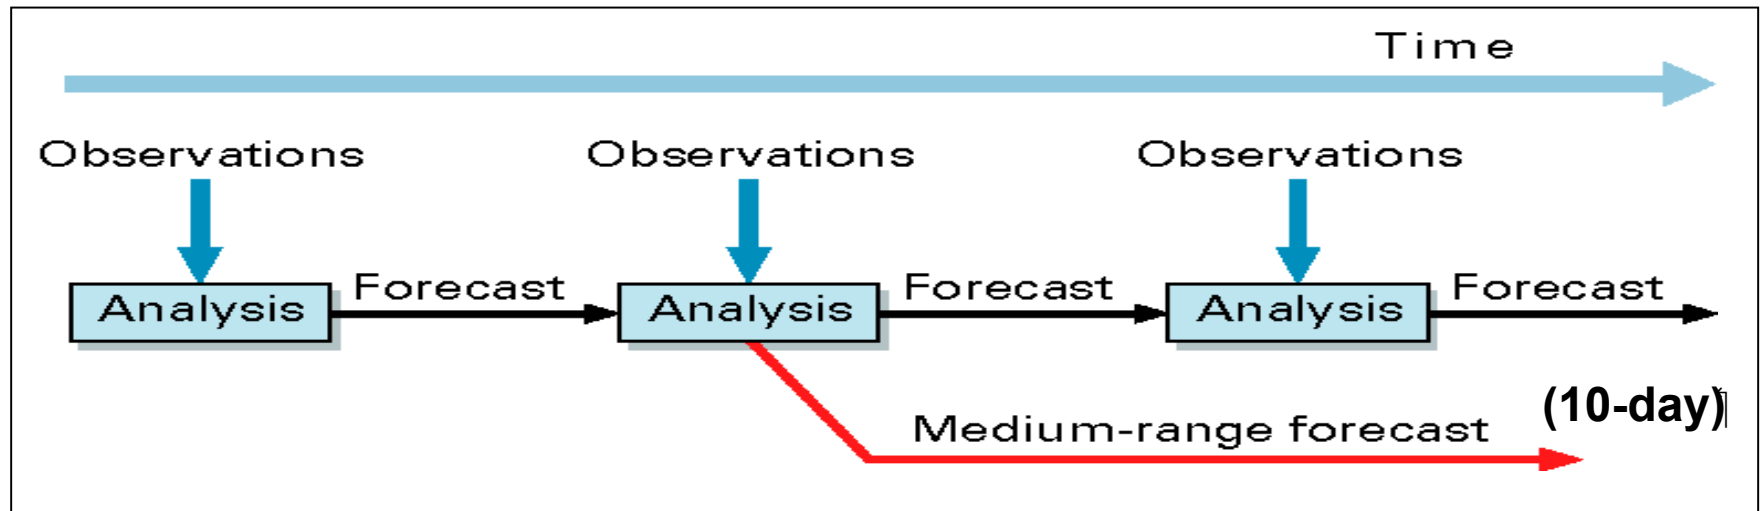 Time
Observations Observations Observations
Analysis Forecast Analysis Forecast Analysis Forecast
(10-day)
Medium-range forecast